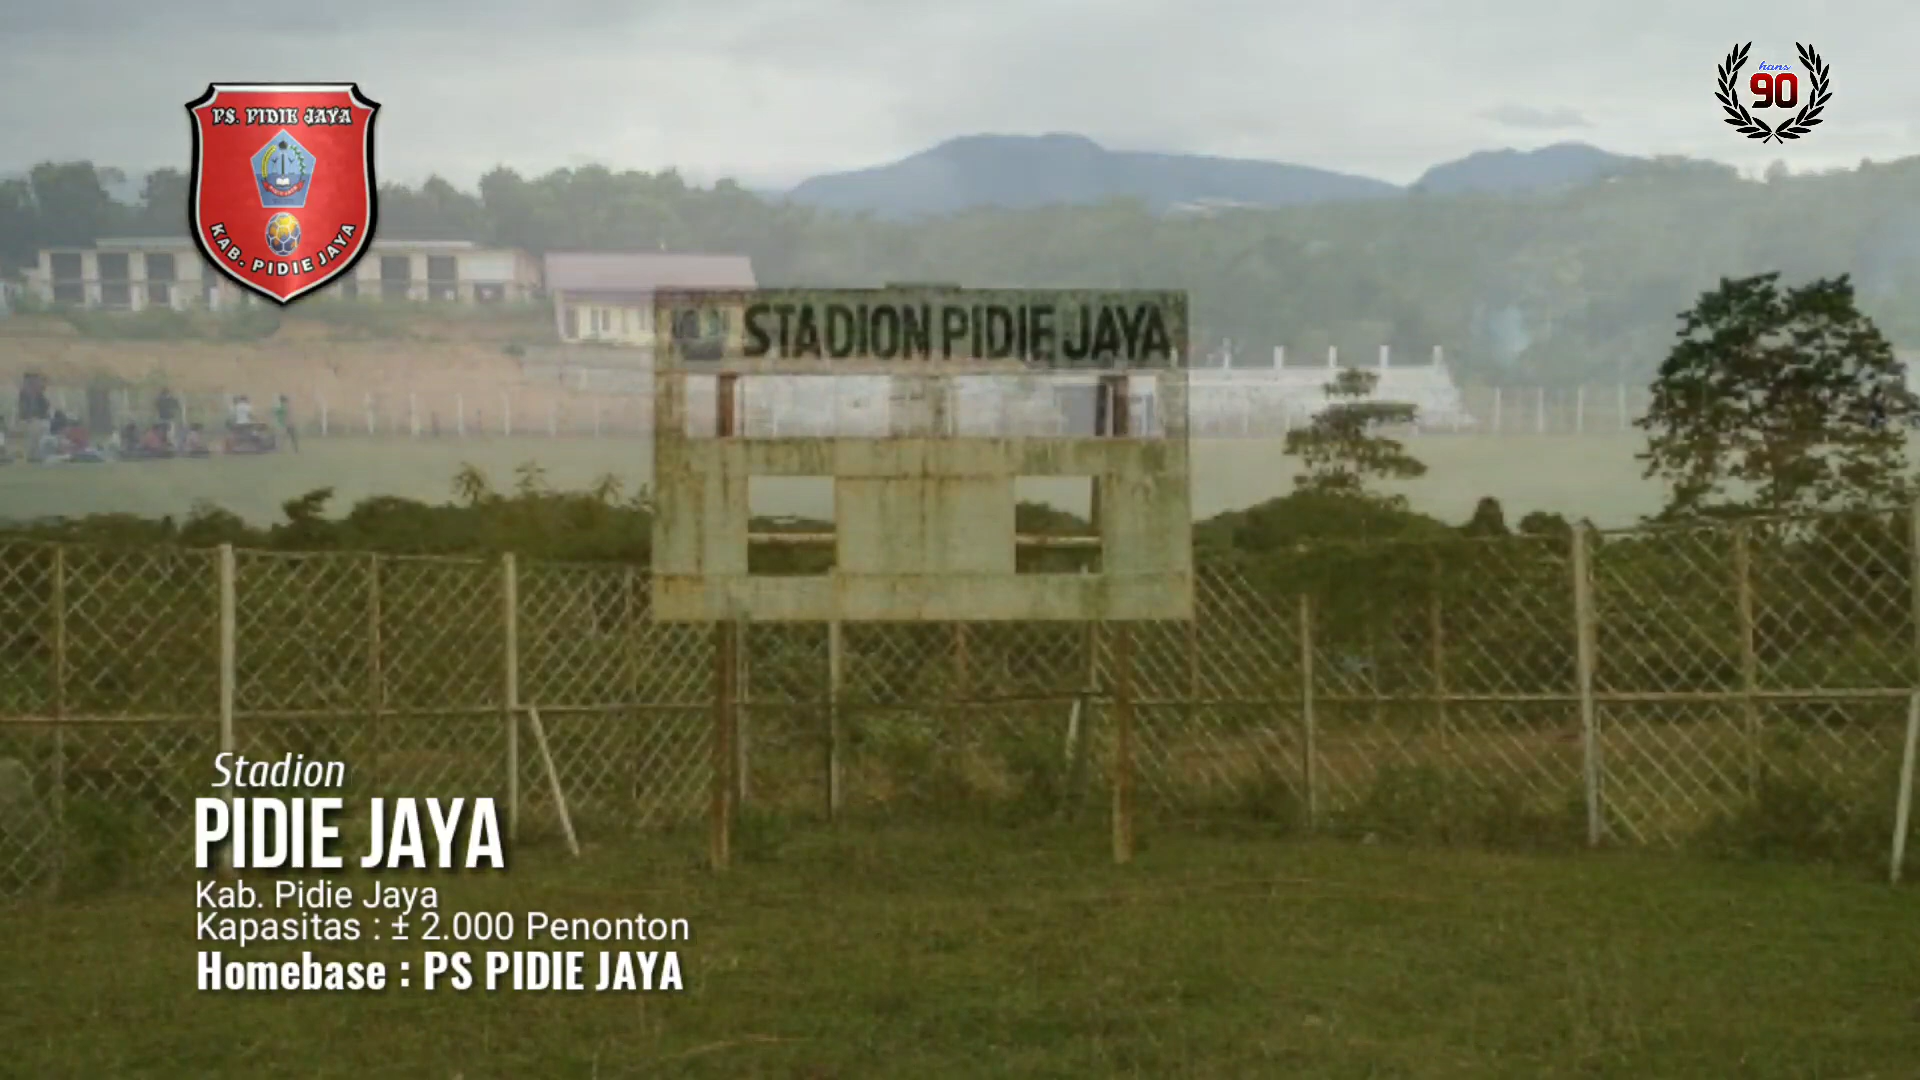 PS. PIDIE JAYA
KAB. PIDIE JAYA
hans
90
STADION PIDIE JAYA
Stadion
PIDIE JAYA
Kab. Pidie Jaya
Kapasitas : ± 2.000 Penonton
Homebase : PS PIDIE JAYA